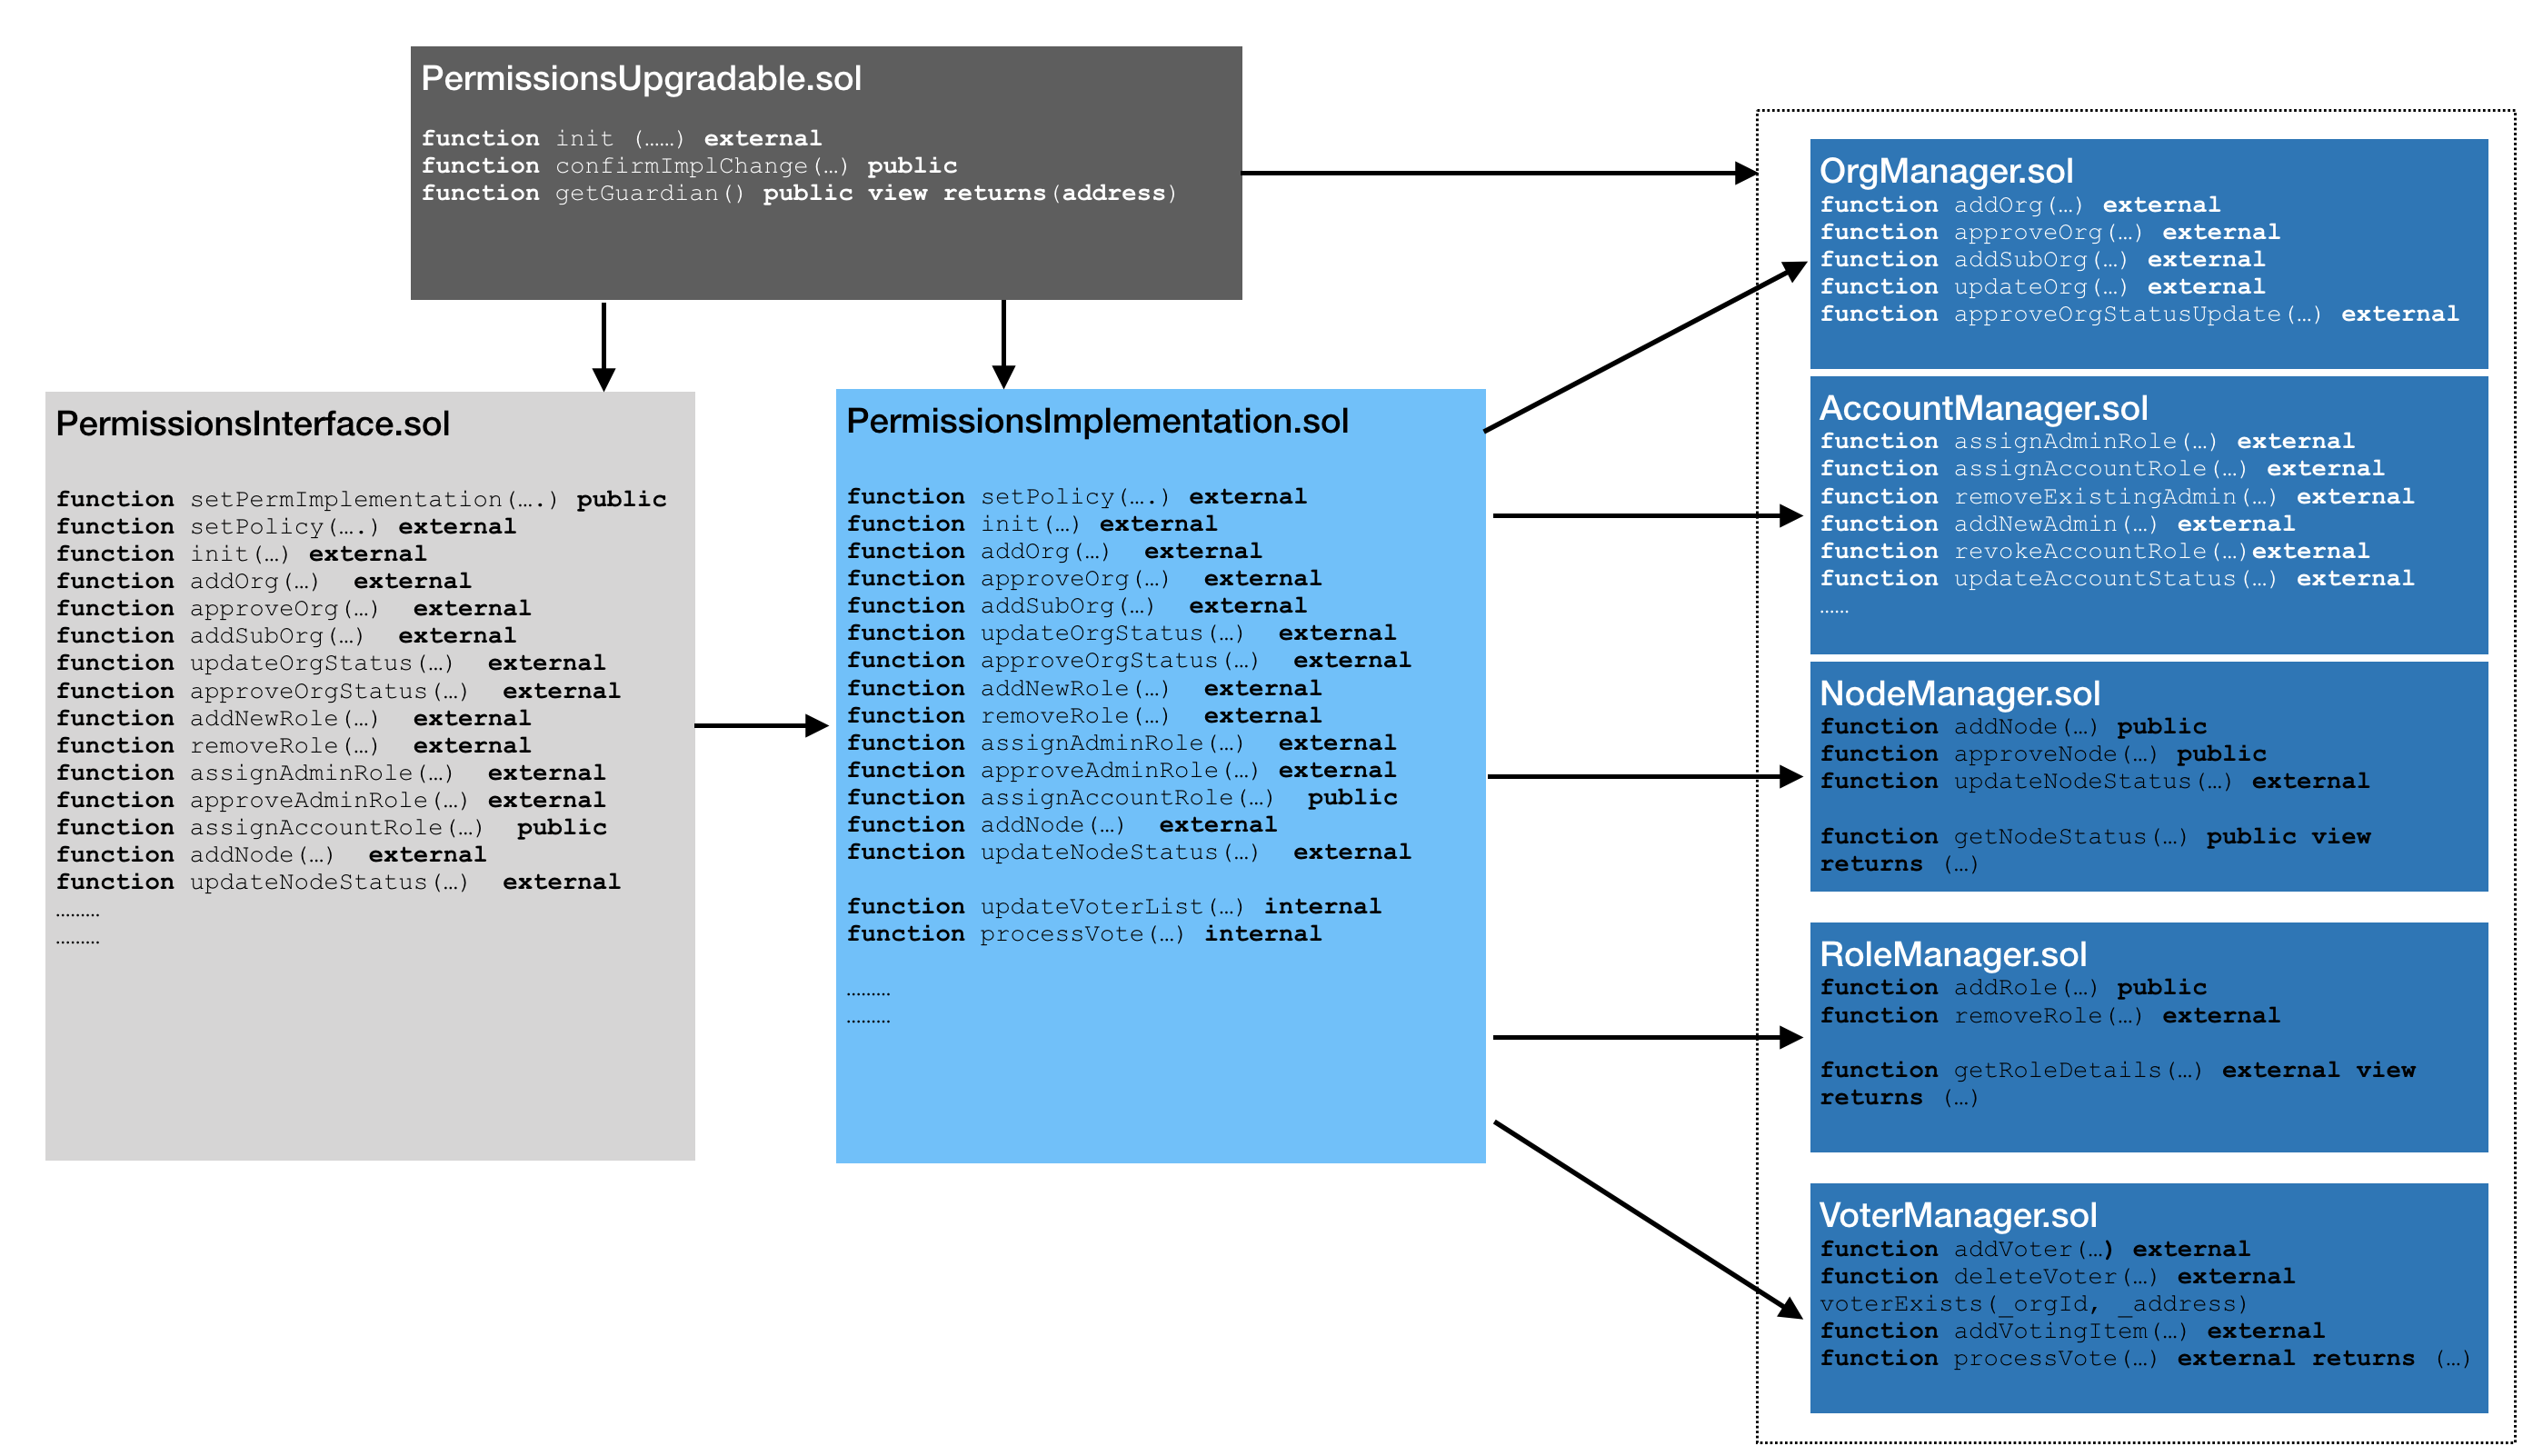 PermissionsUpgradable.sol
function init (……) external
function confirmImplChange(…) public
function getGuardian() public view returns(address)
PermissionsInterface.sol
function setPermImplementation(….) public
function setPolicy(….) external
function init(…) external
function addOrg(…) external
function approveOrg(…) external
function addSubOrg(…) external
function updateOrgStatus(…) external
function approveOrgStatus(…) external
function addNewRole(…) external
function removeRole(…) external
function assignAdminRole(…) external
function approveAdminRole(…) external
function assignAccountRole(…) public
function addNode(…) external
function updateNodeStatus(…) external
………
………
PermissionsImplementation.sol
function setPolicy(….) external
function init(…) external
function addOrg(…) external
function approveOrg(…) external
function addSubOrg(…) external
function updateOrgStatus(…) external
function approveOrgStatus(…) external
function addNewRole(…) external
function removeRole(…) external
function assignAdminRole(…) external
function approveAdminRole(…) external
function assignAccountRole(…) public
function addNode(…) external
function updateNodeStatus(…) external
function updateVoterList(…) internal
function processVote(…) internal
………
………
OrgManager.sol
function addOrg(…) external
function approveOrg(…) external
function addSubOrg(…) external
function updateOrg(…) external
function approveOrgStatusUpdate(…) external
AccountManager.sol
function assignAdminRole(…) external
function assignAccountRole(…) external
function removeExistingAdmin(…) external
function addNewAdmin(…) external
function revokeAccountRole(…)external
function updateAccountStatus(…) external
……
NodeManager.sol
function addNode(…) public
function approveNode(…) public
function updateNodeStatus(…) external
function getNodeStatus(…) public view
returns (…)
RoleManager.sol
function addRole(…) public
function removeRole(…) external
function getRoleDetails(…) external view
returns (…)
VoterManager.sol
function addVoter(…) external
function deleteVoter(…) external
voterExists(_orgId, _address)
function addVotingItem(…) external
function processVote(…) external returns (…)